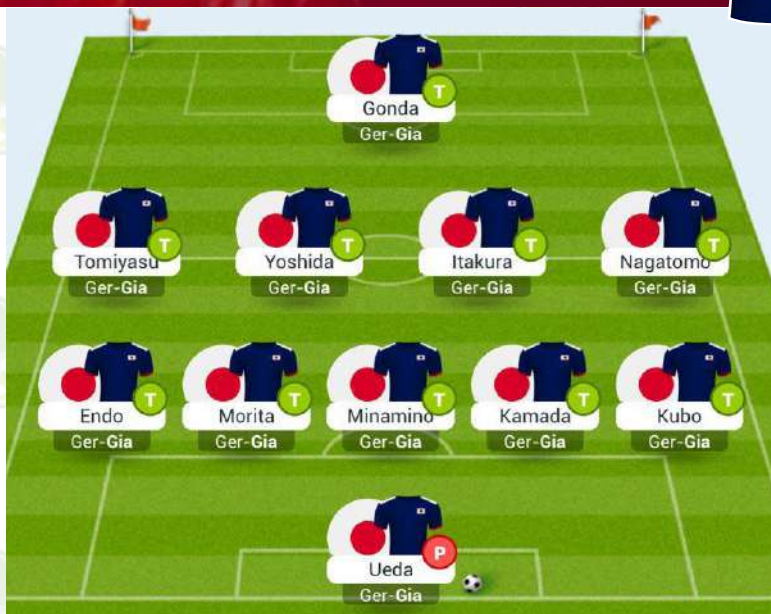 T
Gonda
Ger-Gia
T T T T
Tomiyasu Yoshida Itakura Nagatomo
Ger-Gia Ger-Gia Ger-Gia Ger-Gia
T T T T T
Endo Morita Minamino Kamada Kubo
Ger-Gia Ger-Gia Ger-Gia Ger-Gia Ger-Gia
P
Ueda
Ger-Gia